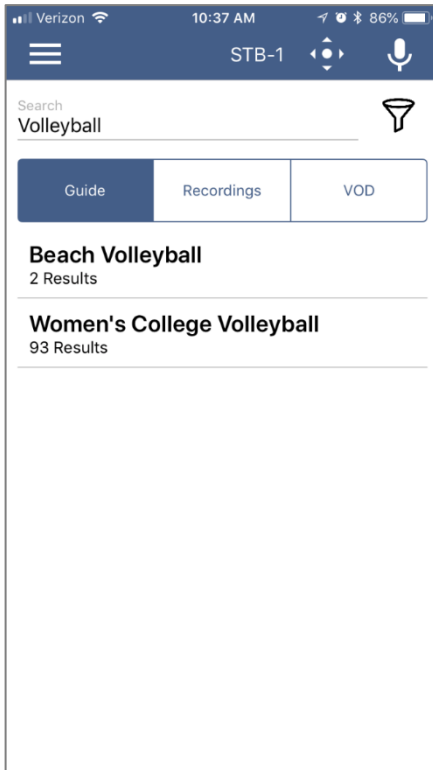 Verizon 10:37 AM 86%
STB-1
Search
Volleyball
Guide Recordings VOD
Beach Volleyball
2 Results
Women's College Volleyball
93 Results